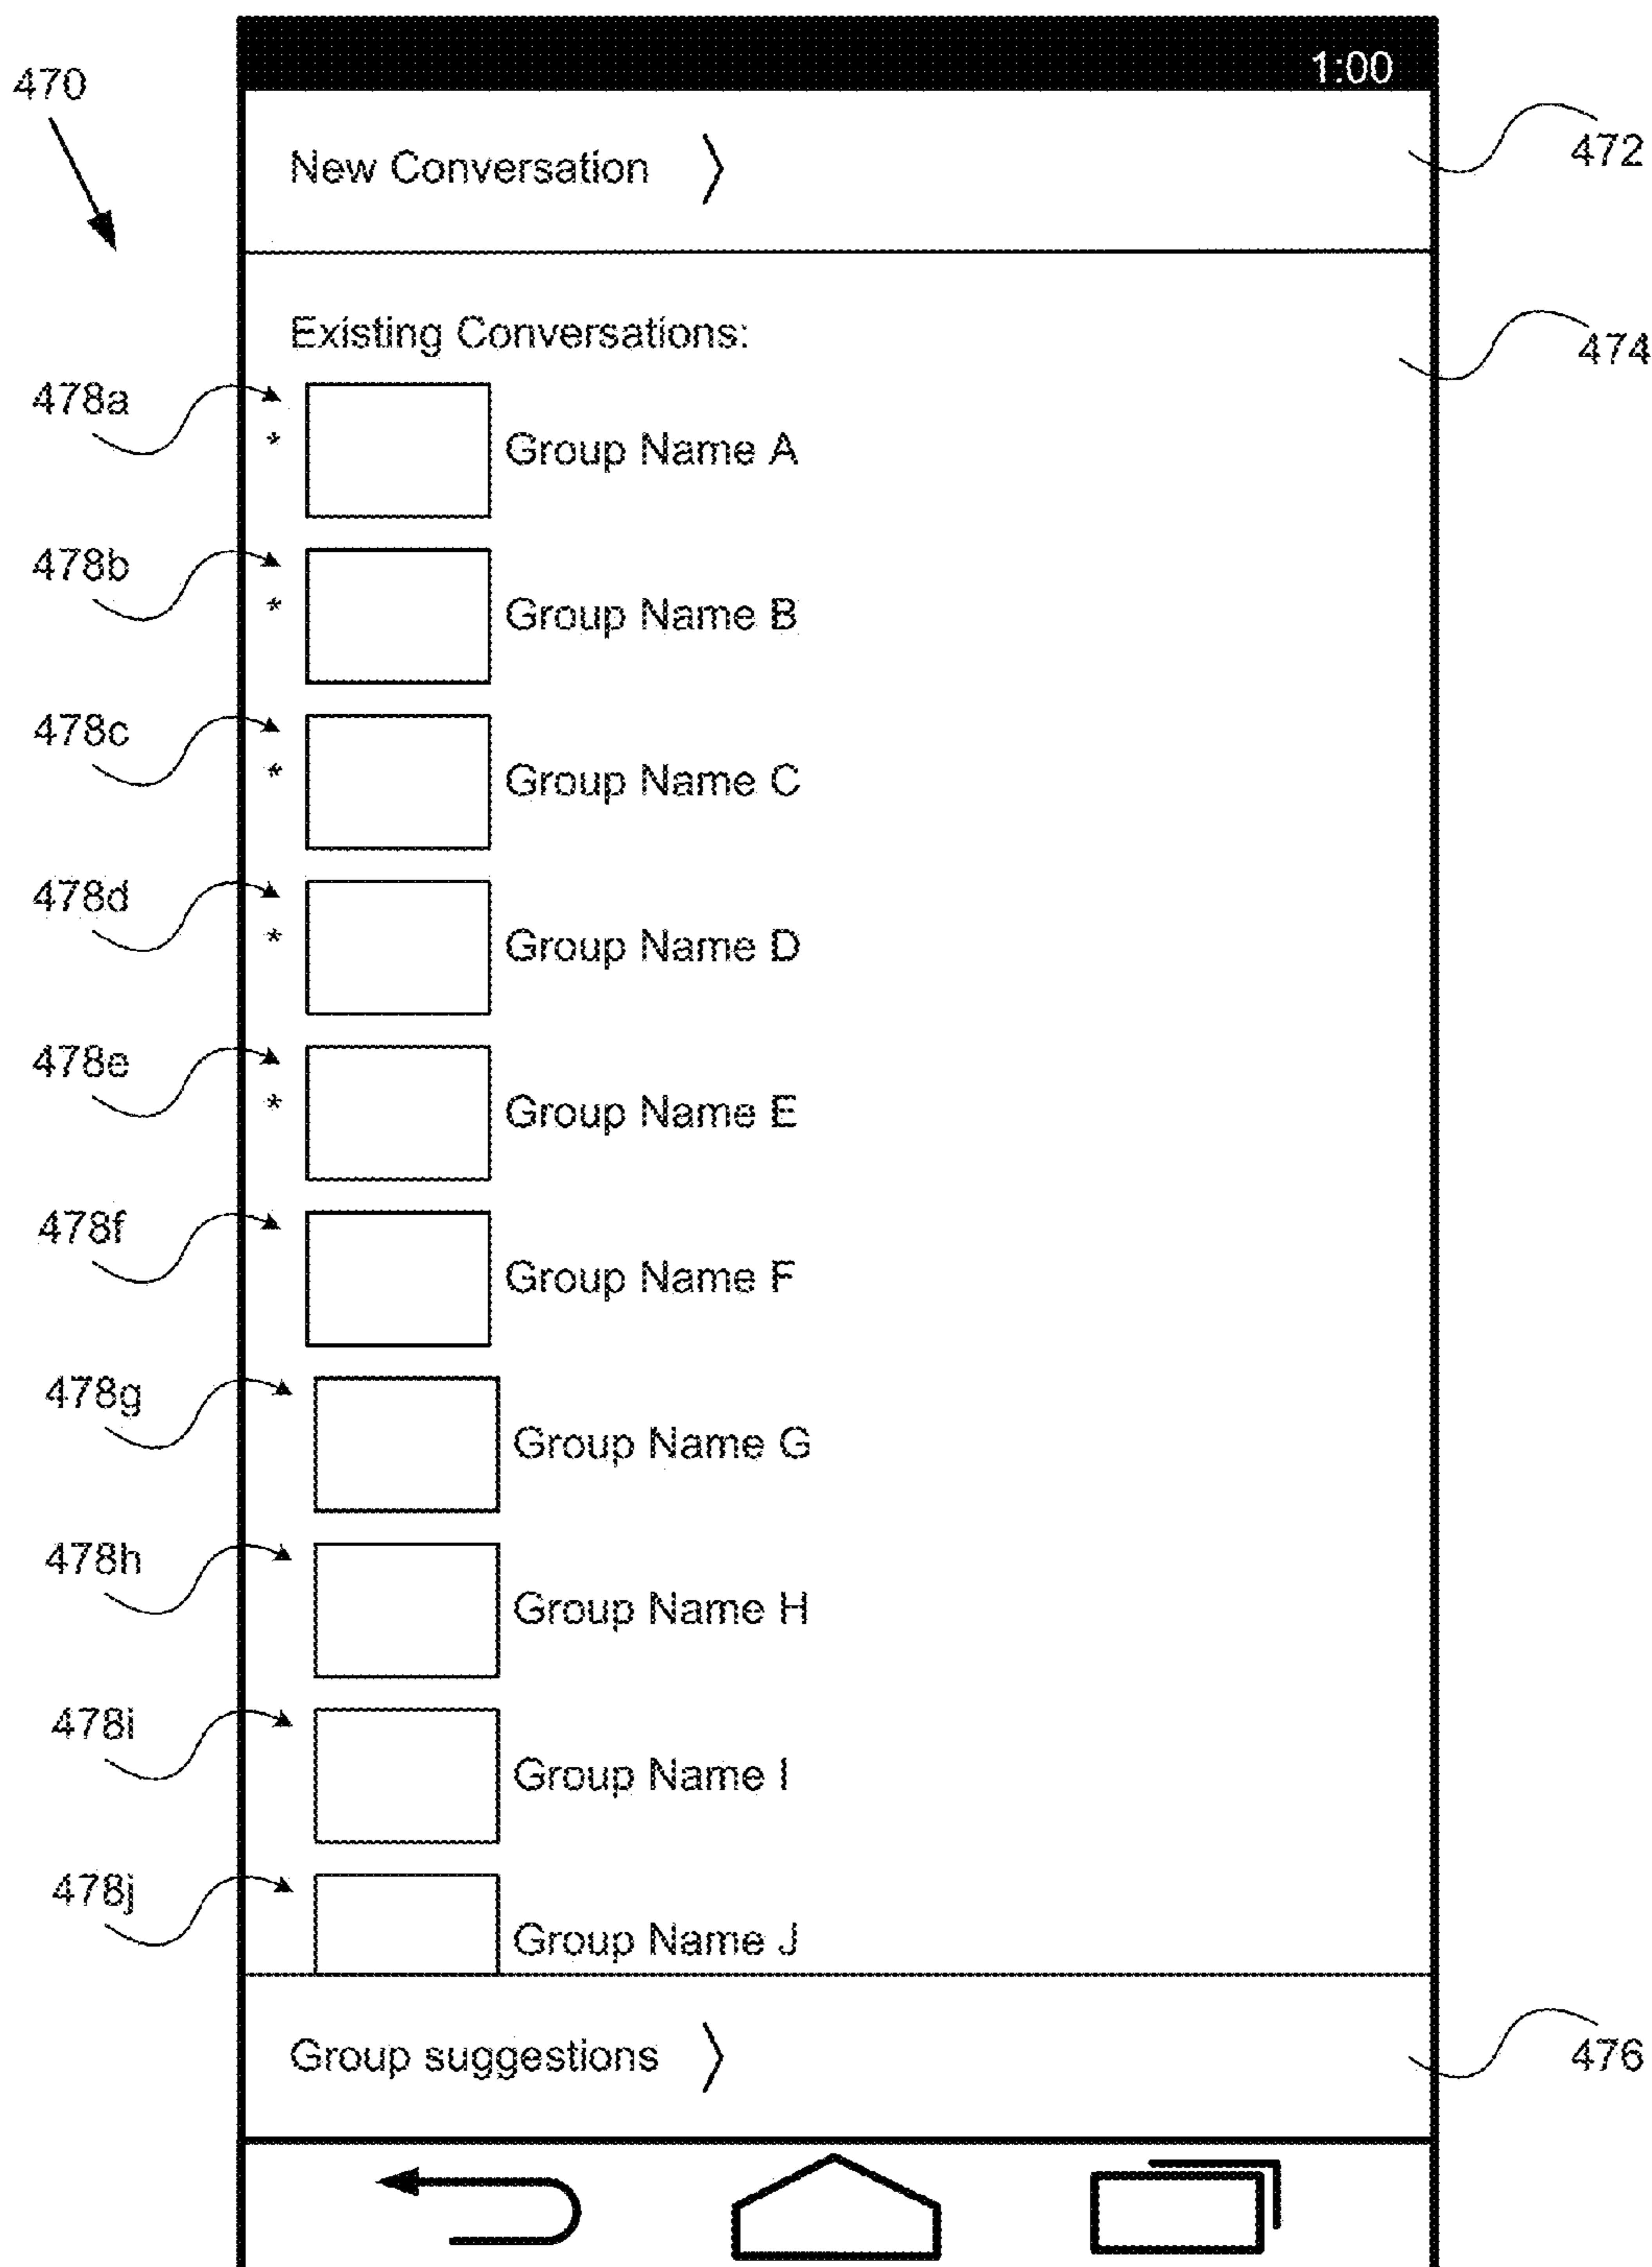 1:00
470
472
New Conversation 〉
Existing Conversations:
474
478a
* Group Name A
478b
* Group Name B
478c
* Group Name C
478d
* Group Name D
478e
* Group Name E
478f
Group Name F
478g
Group Name G
478h
Group Name H
478i
Group Name I
478j
Group Name J
Group suggestions 〉
476